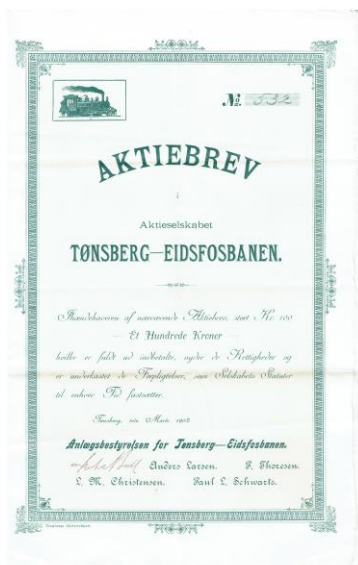 No. 532
AKTIEBREV
i
Aktieselskabet
TØNSBERG—EIDSFOSBANEN.
Ihændehaveren af nærværende Aktiebrev, stort Kr. 100
— Et Hundrede Kroner —
hvilke er fuldt ud indbetalte, nyder de Rettigheder og
er underkastet de Forpligtelser, som Selskabets Statuter
til enhver Tid fastsætter.
Tønsberg, den Marts 1902
Anlægsbestyrelsen for Tønsberg—Eidsfosbanen.
Anders Larsen. F. Thoresen.
L. M. Christensen. Paul L. Schwartz.